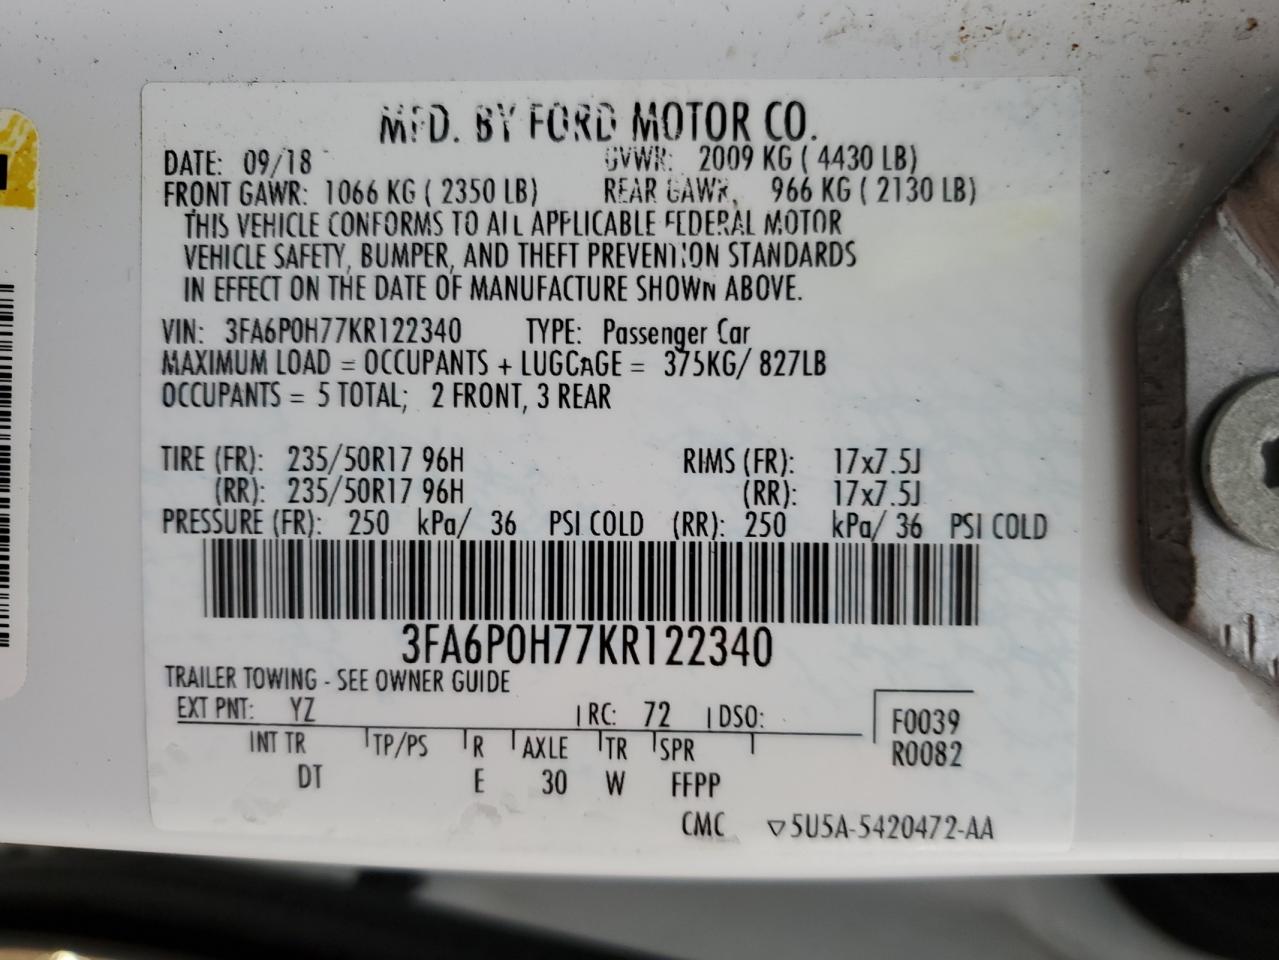 MFD. BY FORD MOTOR CO.
DATE: 09/18 GVWR: 2009 KG ( 4430 LB)
FRONT GAWR: 1066 KG ( 2350 LB) REAR GAWR, 966 KG ( 2130 LB)
THIS VEHICLE CONFORMS TO ALL APPLICABLE FEDERAL MOTOR
VEHICLE SAFETY, BUMPER, AND THEFT PREVENTION STANDARDS
IN EFFECT ON THE DATE OF MANUFACTURE SHOWN ABOVE.
VIN: 3FA6P0H77KR122340 TYPE: Passenger Car
MAXIMUM LOAD = OCCUPANTS + LUGGAGE = 375KG/ 827LB
OCCUPANTS = 5 TOTAL; 2 FRONT, 3 REAR
TIRE (FR): 235/50R17 96H RIMS (FR): 17x7.5J
(RR): 235/50R17 96H (RR): 17x7.5J
PRESSURE (FR): 250 kPa/ 36 PSI COLD (RR): 250 kPa/ 36 PSI COLD
3FA6P0H77KR122340
TRAILER TOWING - SEE OWNER GUIDE
EXT PNT: YZ RC: 72 DSO: F0039
INT TR TP/PS R AXLE TR SPR R0082
DT E 30 W FFPP
CMC ▽5U5A-5420472-AA